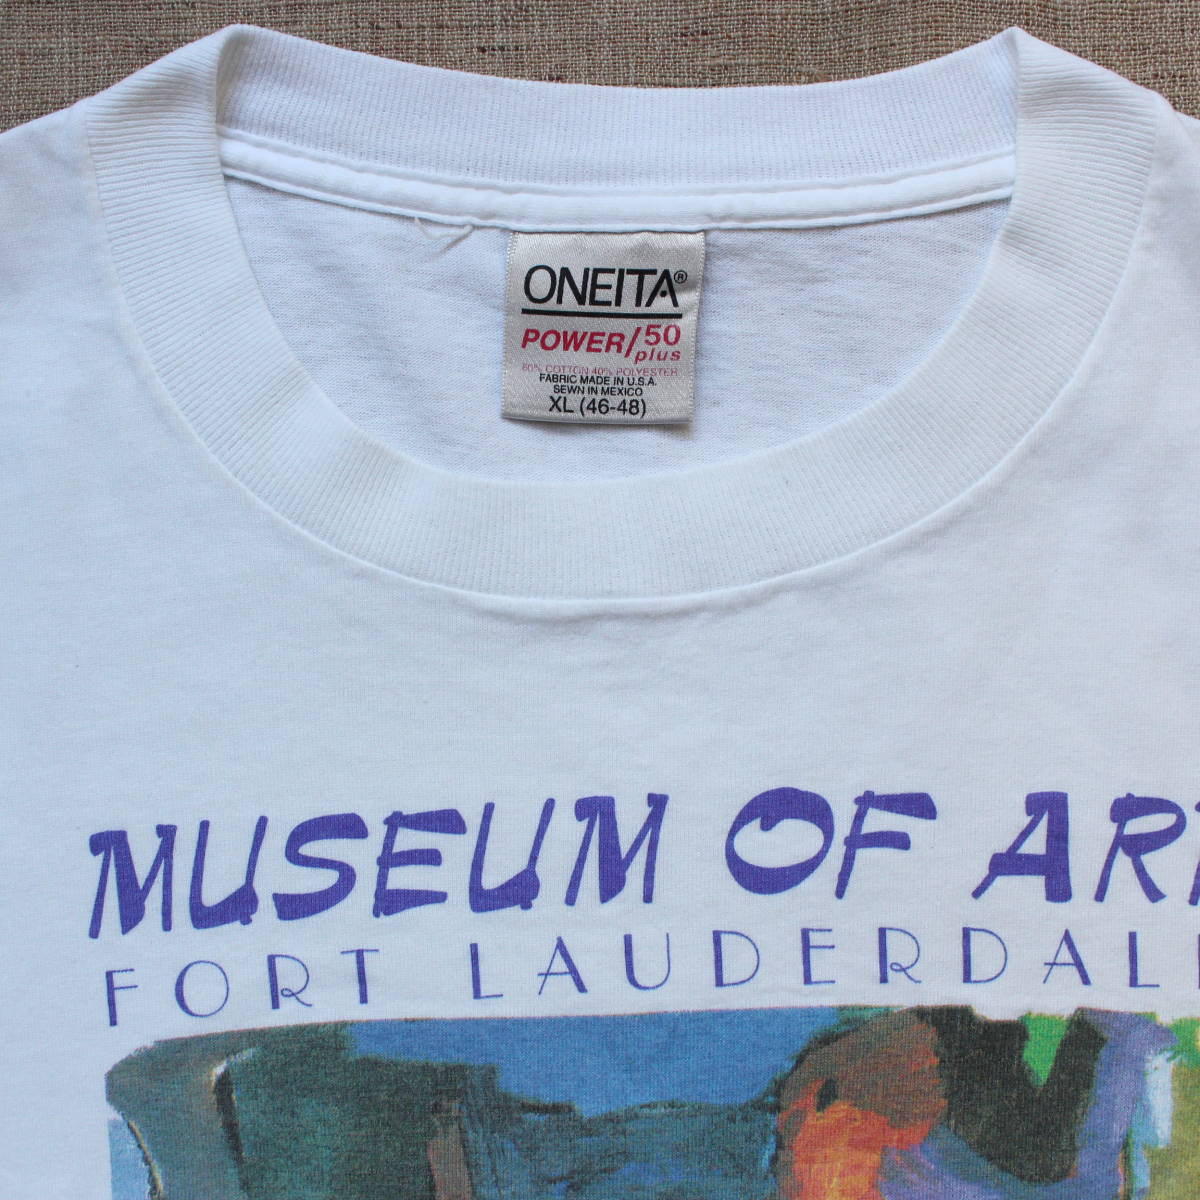 ONEITA®
POWER/50 plus
60% COTTON 40% POLYESTER
FABRIC MADE IN U.S.A.
SEWN IN MEXICO
XL (46-48)
MUSEUM OF AR
FORT LAUDERDAL